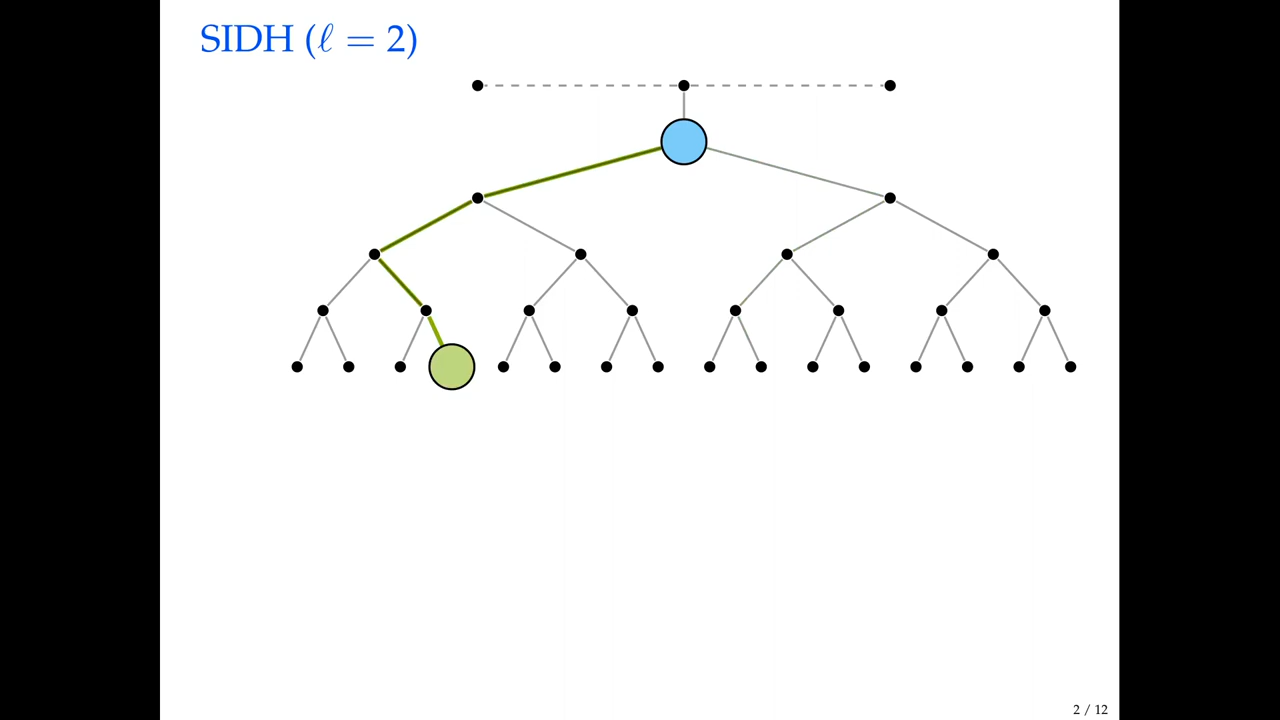 SIDH (ℓ = 2)
2 / 12